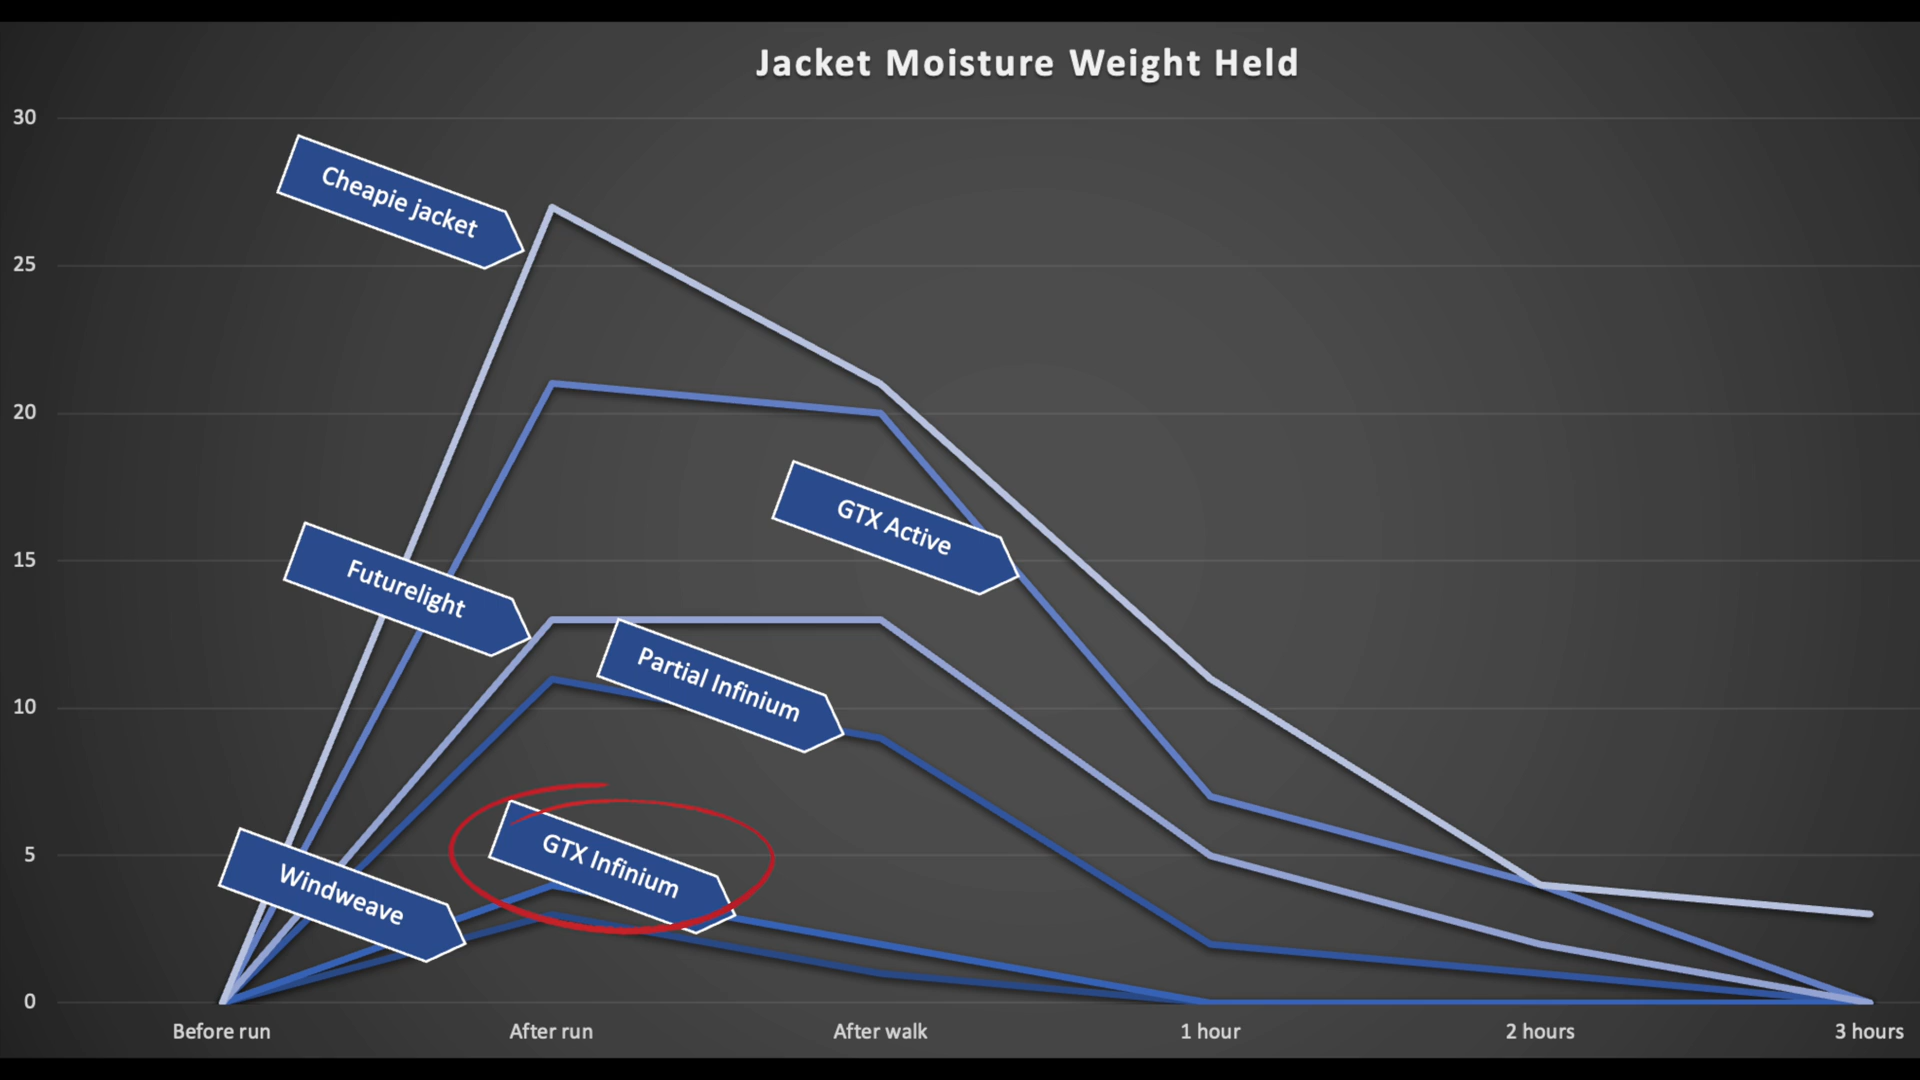 Jacket Moisture Weight Held
30
25
20
15
10
5
0
Cheapie jacket
GTX Active
Futurelight
Partial Infinium
GTX Infinium
Windweave
Before run
After run
After walk
1 hour
2 hours
3 hours